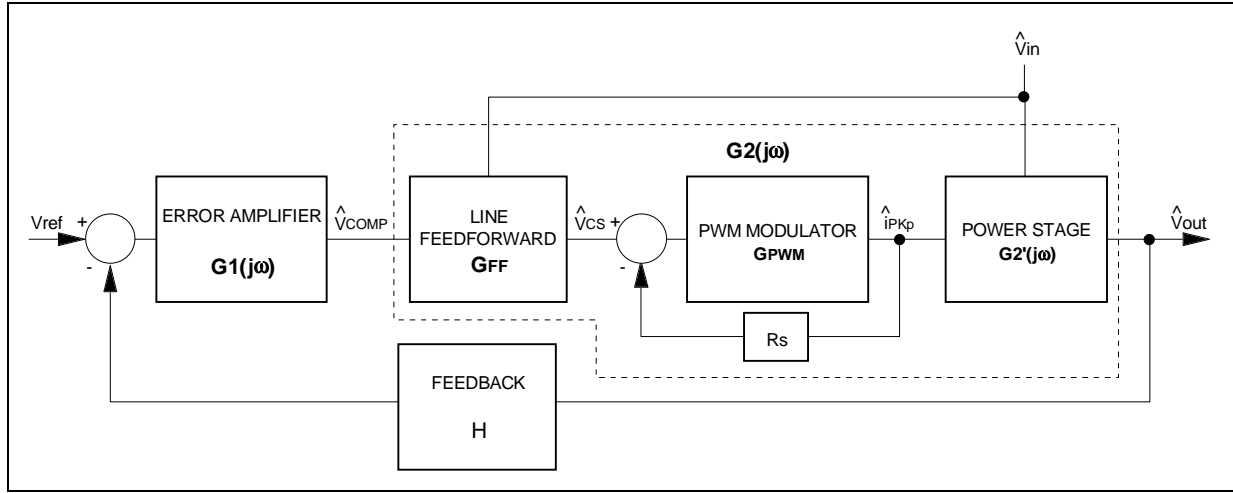 ^
Vin
G2(jω)
ERROR AMPLIFIER
G1(jω)
LINE
FEEDFORWARD
GFF
PWM MODULATOR
GPWM
POWER STAGE
G2'(jω)
Vref
+
-
^
VCOMP
^
VCS
+
-
^
iPKp
^
Vout
Rs
FEEDBACK
H